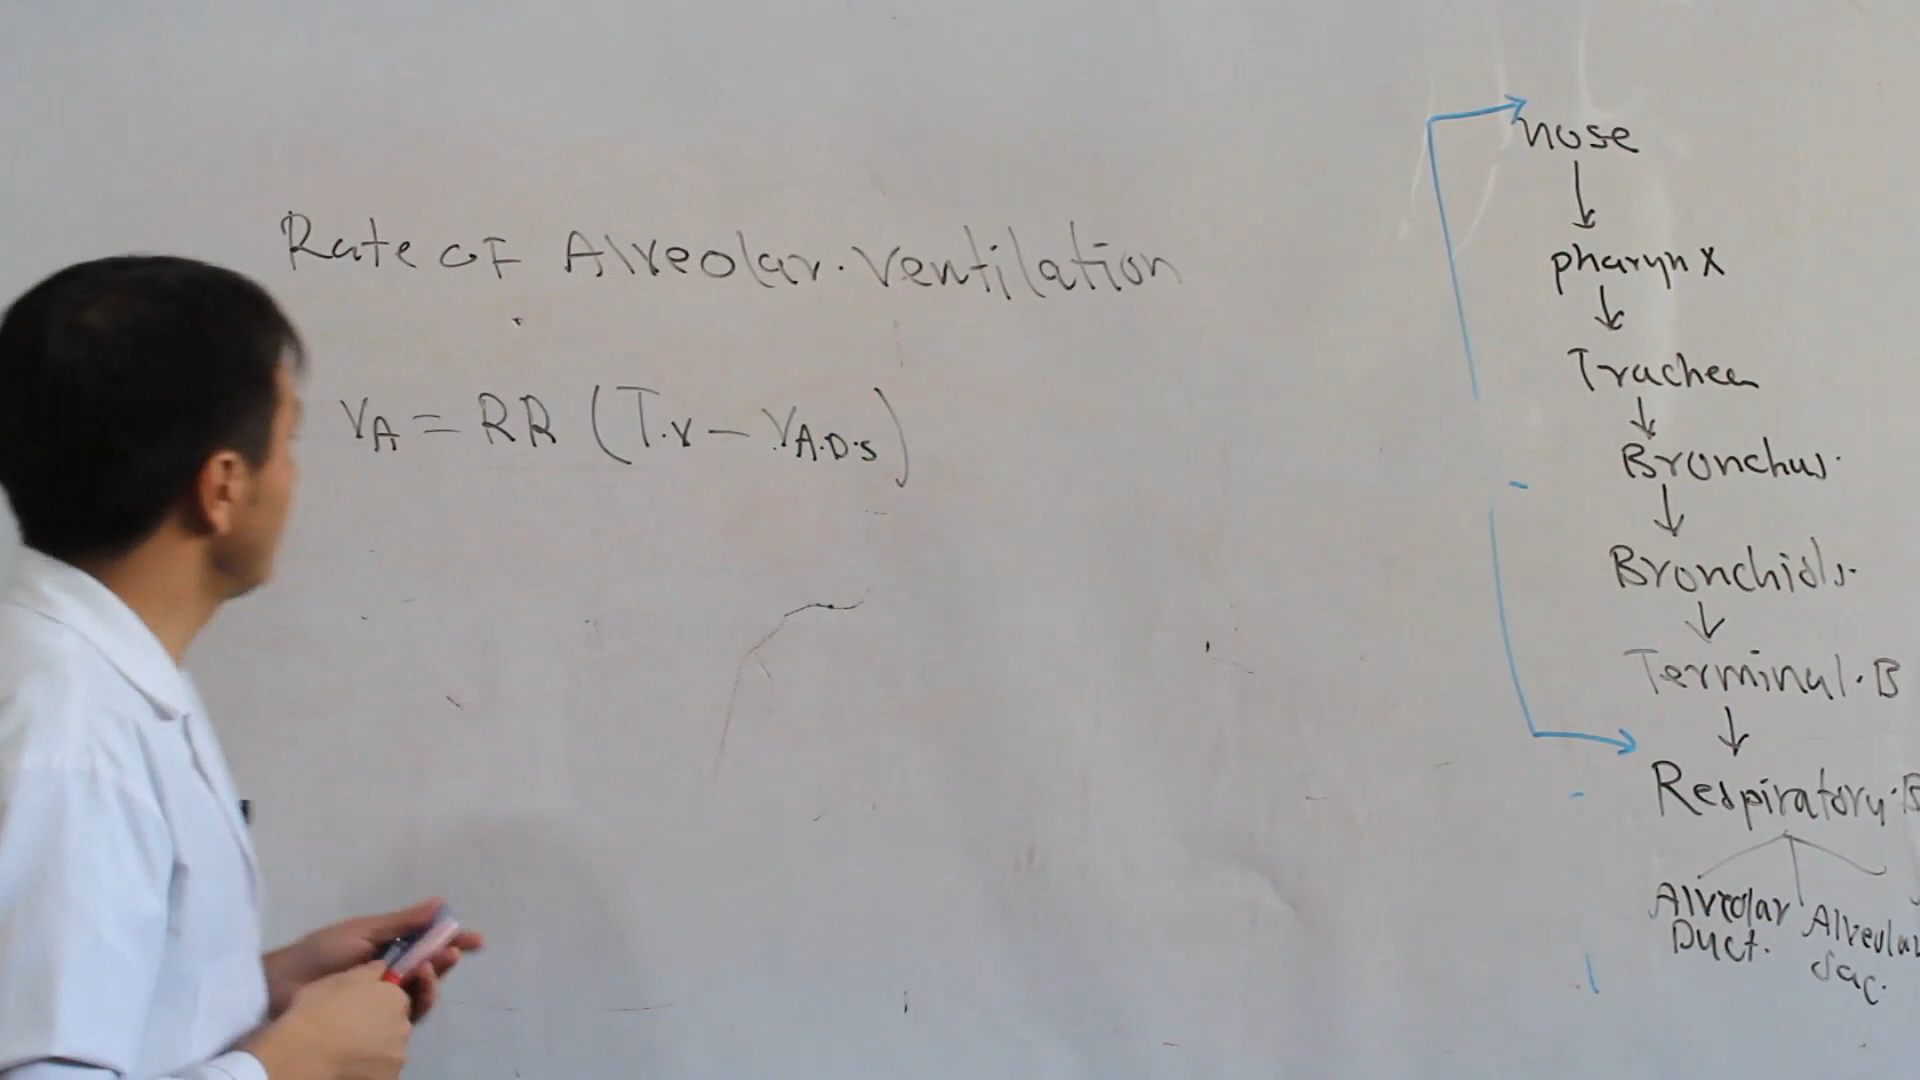 Rate of Alveolar. Ventilation
VA = RR (T.V – VA.D.S)
nose
pharynx
Trachea
Bronchus.
Bronchiols.
Terminal.B
Respiratory.B
Alveolar Alveolar
Duct. Sac.